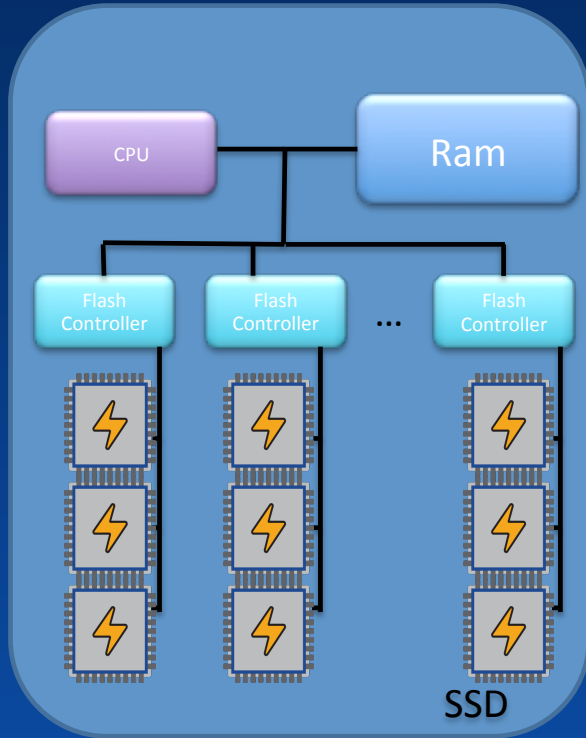 CPU
Ram
Flash
Controller
Flash
Controller
...
Flash
Controller
SSD